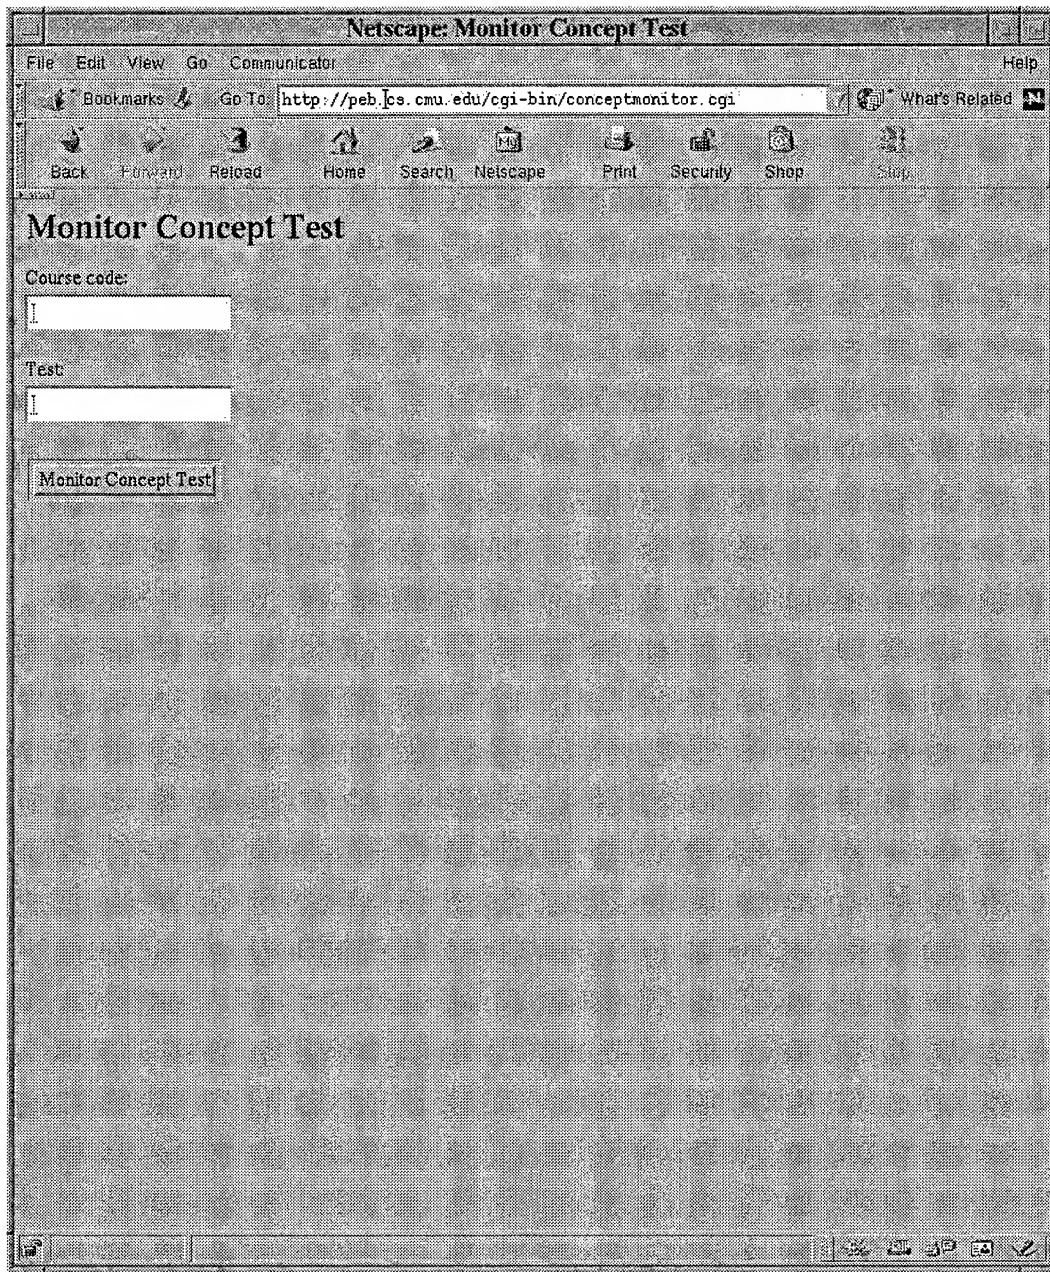 Netscape: Monitor Concept Test
File Edit View Go Communicator Help
Bookmarks Go To: http://peb.cs.cmu.edu/cgi-bin/conceptmonitor.cgi What's Related
Back Forward Reload Home Search Netscape Print Security Shop Stop
Monitor Concept Test
Course code:
Test:
Monitor Concept Test